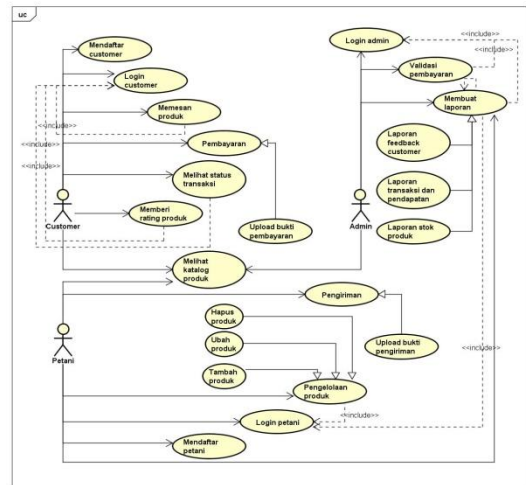 uc
Mendaftar
customer
Login
customer
Memesan
produk
<<include>>
<<include>>
Pembayaran
Melihat status
transaksi
Memberi
rating produk
Customer
Upload bukti
pembayaran
Melihat
katalog
produk
Login admin
<<include>>
<<include>>
Validasi
pembayaran
Membuat
laporan
Laporan
feedback
customer
Laporan
transaksi dan
pendapatan
Laporan stok
produk
Admin
Petani
Pengiriman
Upload bukti
pengiriman
Hapus
produk
Ubah
produk
Tambah
produk
Pengelolaan
produk
<<include>>
<<include>>
Login petani
Mendaftar
petani